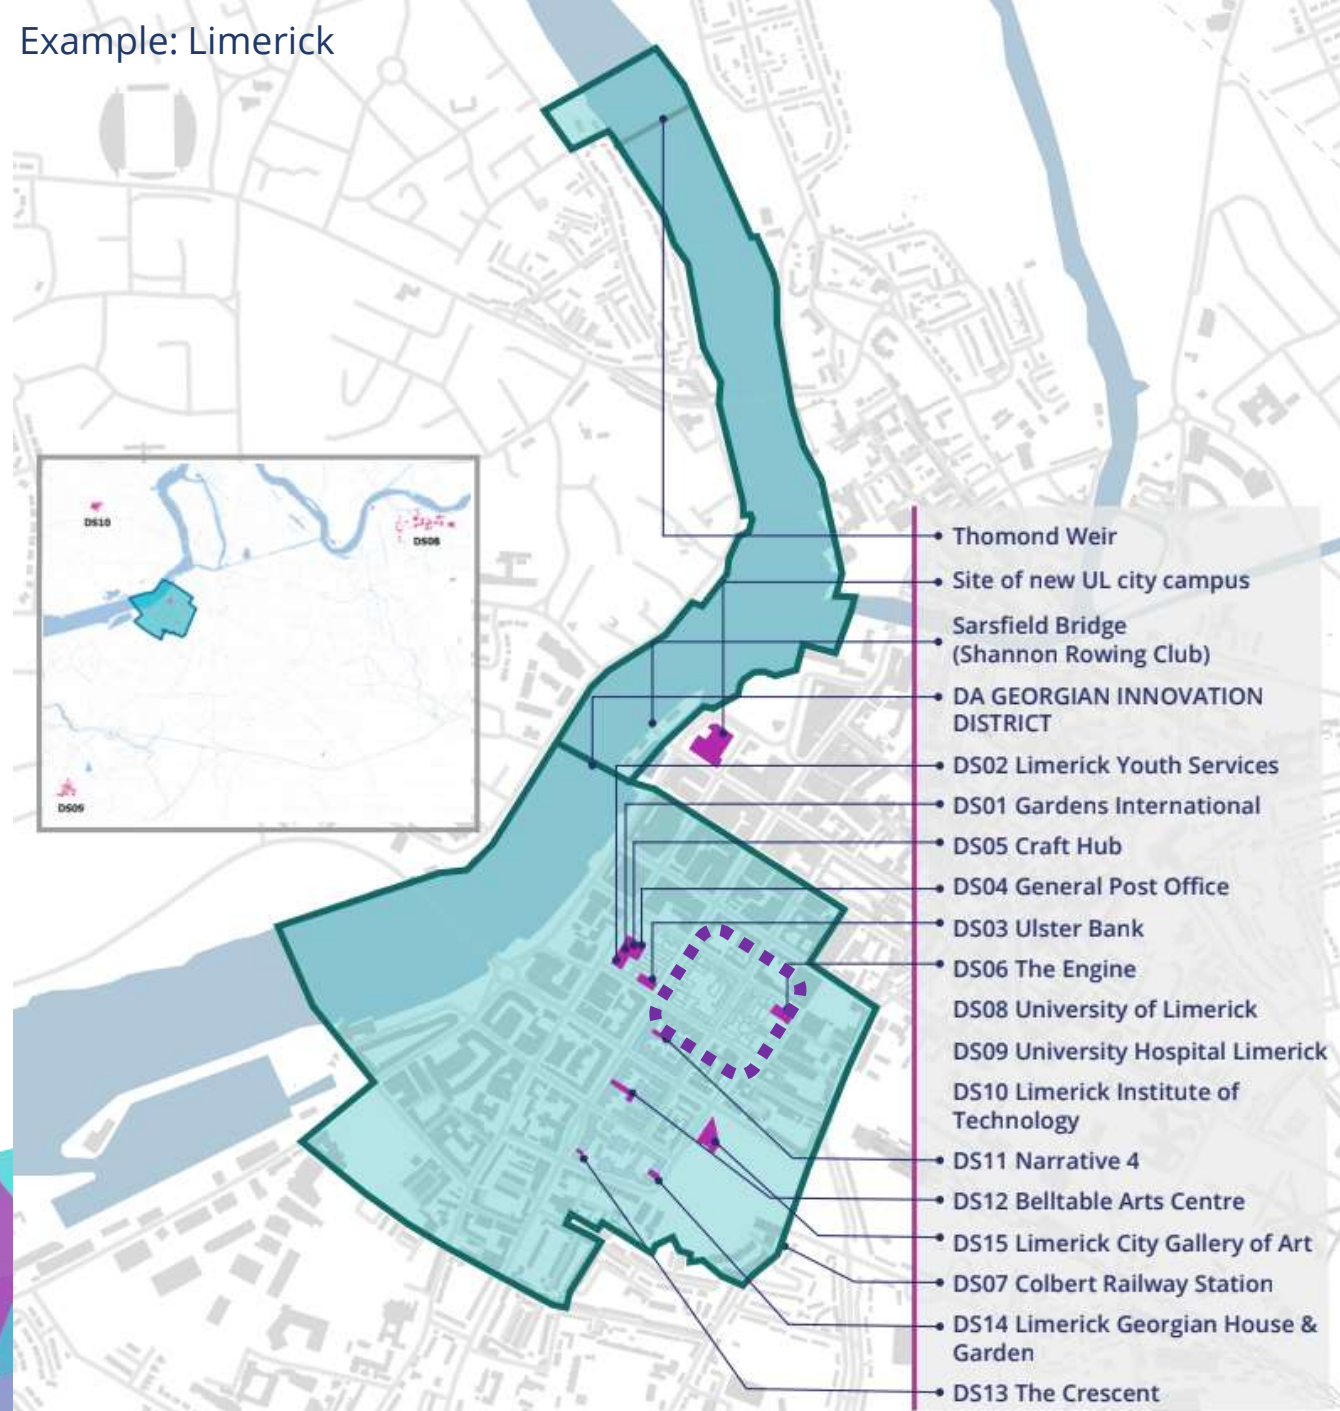 Example: Limerick
DS10
DS08
DS09
Thomond Weir
Site of new UL city campus
Sarsfield Bridge
(Shannon Rowing Club)
DA GEORGIAN INNOVATION
DISTRICT
DS02 Limerick Youth Services
DS01 Gardens International
DS05 Craft Hub
DS04 General Post Office
DS03 Ulster Bank
DS06 The Engine
DS08 University of Limerick
DS09 University Hospital Limerick
DS10 Limerick Institute of
Technology
DS11 Narrative 4
DS12 Belltable Arts Centre
DS15 Limerick City Gallery of Art
DS07 Colbert Railway Station
DS14 Limerick Georgian House &
Garden
DS13 The Crescent